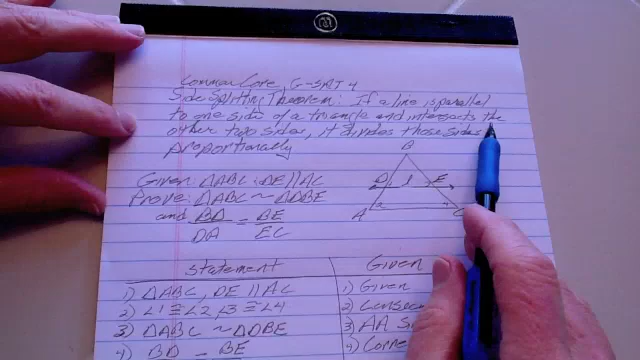 Common Core, G-SRT 4
Side Splitting Theorem: If a line is parallel
to one side of a triangle and intersects the
other two sides, it divides those sides
proportionally
B
Given: △ABC; DE || AC
D 1 E
Prove: △ABC ~ △DBE
and BD = BE
DA EC
A 2 C
Statement Given
1) △ABC, DE || AC 1) Given
2) ∠1 ≅ ∠2, ∠3 ≅ ∠4 2)
3) △ABC ~ △DBE 3) AA
4) BD = BE 4)